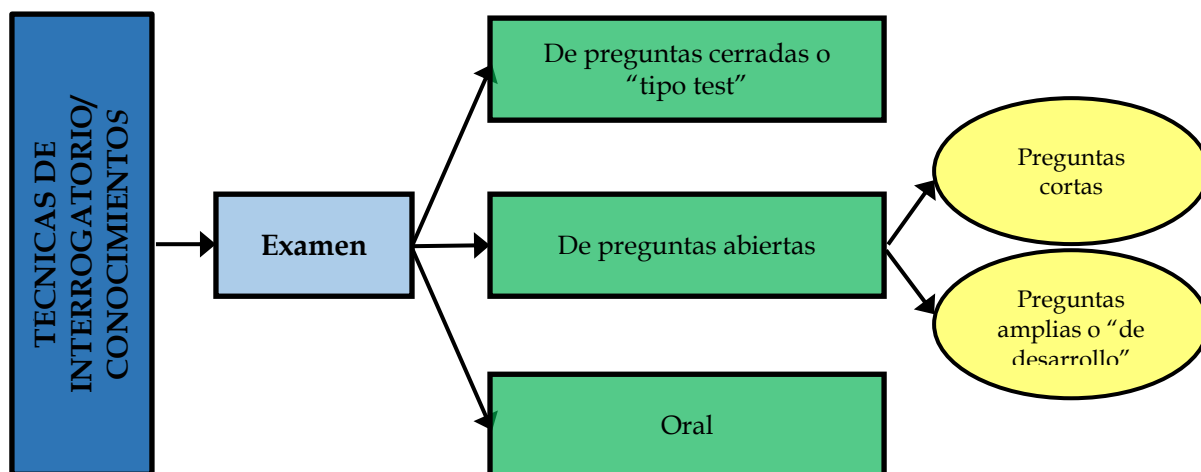 TECNICAS DE
INTERROGATORIO/
CONOCIMIENTOS
Examen
De preguntas cerradas o
“tipo test”
De preguntas abiertas
Oral
Preguntas
cortas
Preguntas
amplias o “de
desarrollo”